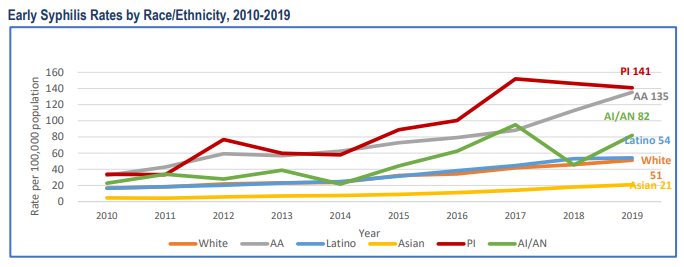 Early Syphilis Rates by Race/Ethnicity, 2010-2019
Rate per 100,000 population
160
140
120
100
80
60
40
20
0
PI 141
AA 135
AI/AN 82
Latino 54
White
51
Asian 21
2010 2011 2012 2013 2014 2015 2016 2017 2018 2019
Year
White AA Latino Asian PI AI/AN